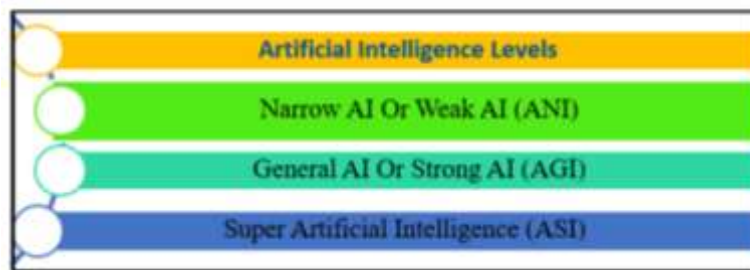 Artificial Intelligence Levels
Narrow AI Or Weak AI (ANI)
General AI Or Strong AI (AGI)
Super Artificial Intelligence (ASI)